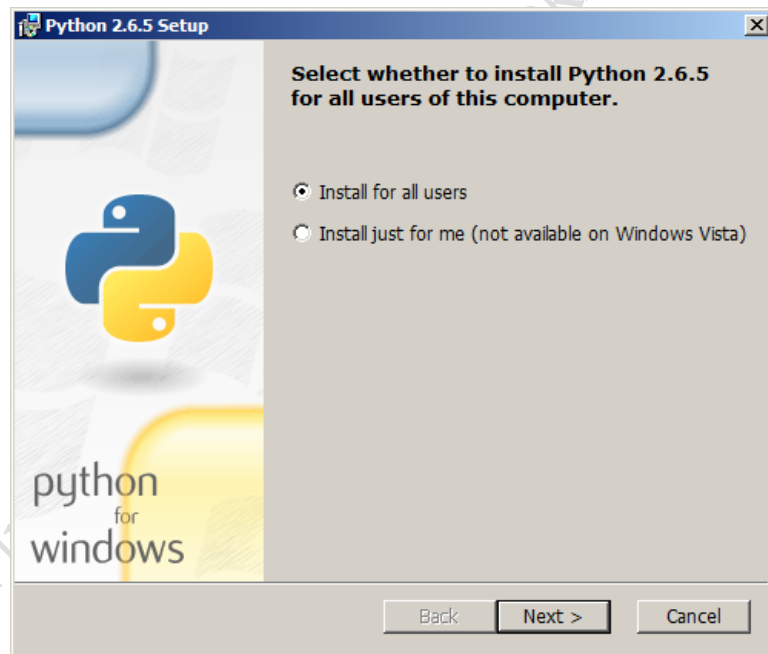 Python 2.6.5 Setup
Select whether to install Python 2.6.5
for all users of this computer.
Install for all users
Install just for me (not available on Windows Vista)
python
for
windows
Back
Next >
Cancel